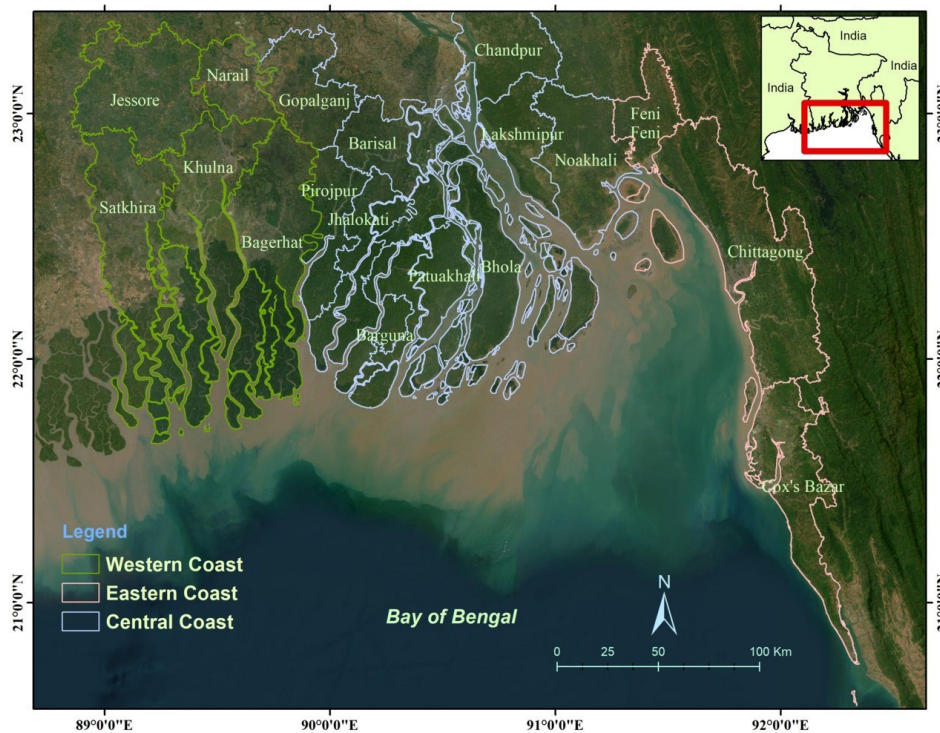 India
India
India
Chandpur
Narail
Jessore
Gopalganj
Feni
Feni
Lakshmipur
Barisal
Noakhali
Khulna
Pirojpur
Satkhira
Jhalokati
Bagerhat
Chittagong
Bhola
Patuakhali
Barguna
Cox's Bazar
Legend
Western Coast
Eastern Coast
Central Coast
Bay of Bengal
N
0 25 50 100 Km
23°0'0"N
22°0'0"N
21°0'0"N
89°0'0"E
90°0'0"E
91°0'0"E
92°0'0"E